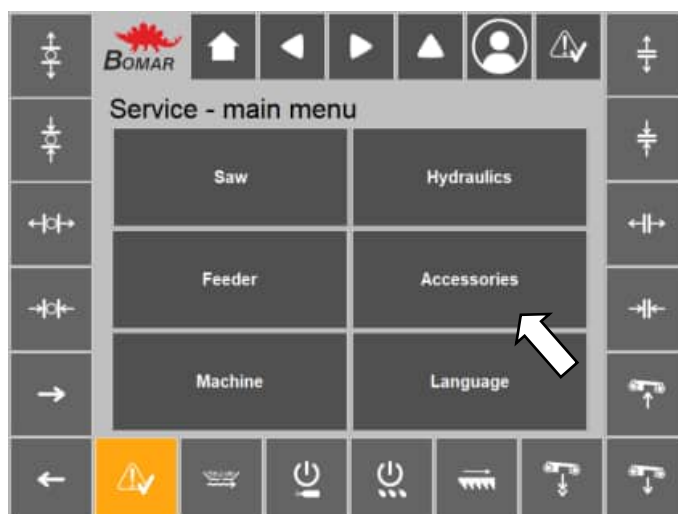 BOMAR
Service - main menu
Saw
Hydraulics
Feeder
Accessories
Machine
Language